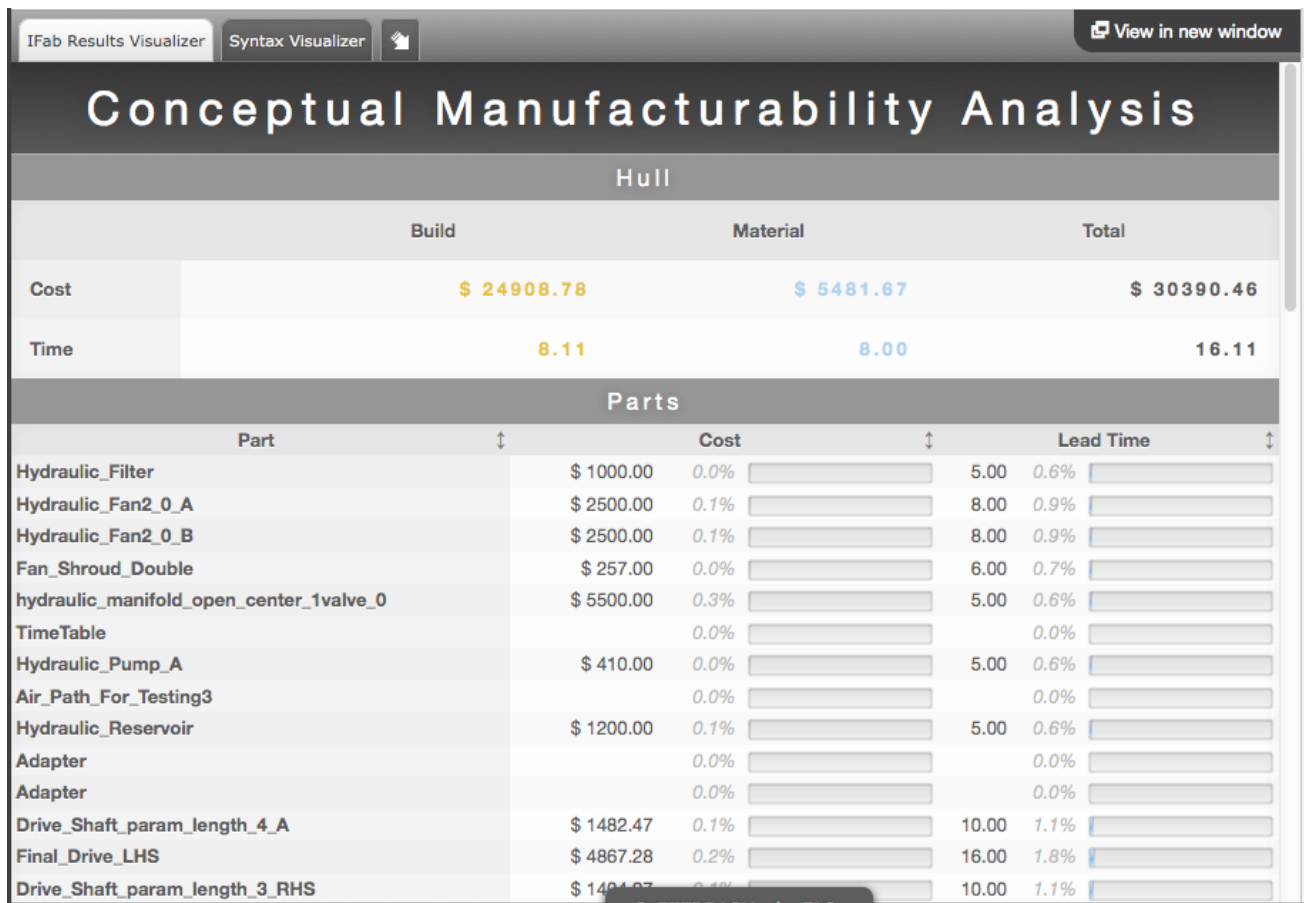 IFab Results Visualizer Syntax Visualizer View in new window
Conceptual Manufacturability Analysis
Hull
Build Material Total
Cost $ 24908.78 $ 5481.67 $ 30390.46
Time 8.11 8.00 16.11
Parts
Part Cost Lead Time
Hydraulic_Filter $ 1000.00 0.0% 5.00 0.6%
Hydraulic_Fan2_0_A $ 2500.00 0.1% 8.00 0.9%
Hydraulic_Fan2_0_B $ 2500.00 0.1% 8.00 0.9%
Fan_Shroud_Double $ 257.00 0.0% 6.00 0.7%
hydraulic_manifold_open_center_1valve_0 $ 5500.00 0.3% 5.00 0.6%
TimeTable 0.0% 0.0%
Hydraulic_Pump_A $ 410.00 0.0% 5.00 0.6%
Air_Path_For_Testing3 0.0% 0.0%
Hydraulic_Reservoir $ 1200.00 0.1% 5.00 0.6%
Adapter 0.0% 0.0%
Adapter 0.0% 0.0%
Drive_Shaft_param_length_4_A $ 1482.47 0.1% 10.00 1.1%
Final_Drive_LHS $ 4867.28 0.2% 16.00 1.8%
Drive_Shaft_param_length_3_RHS 10.00 1.1%